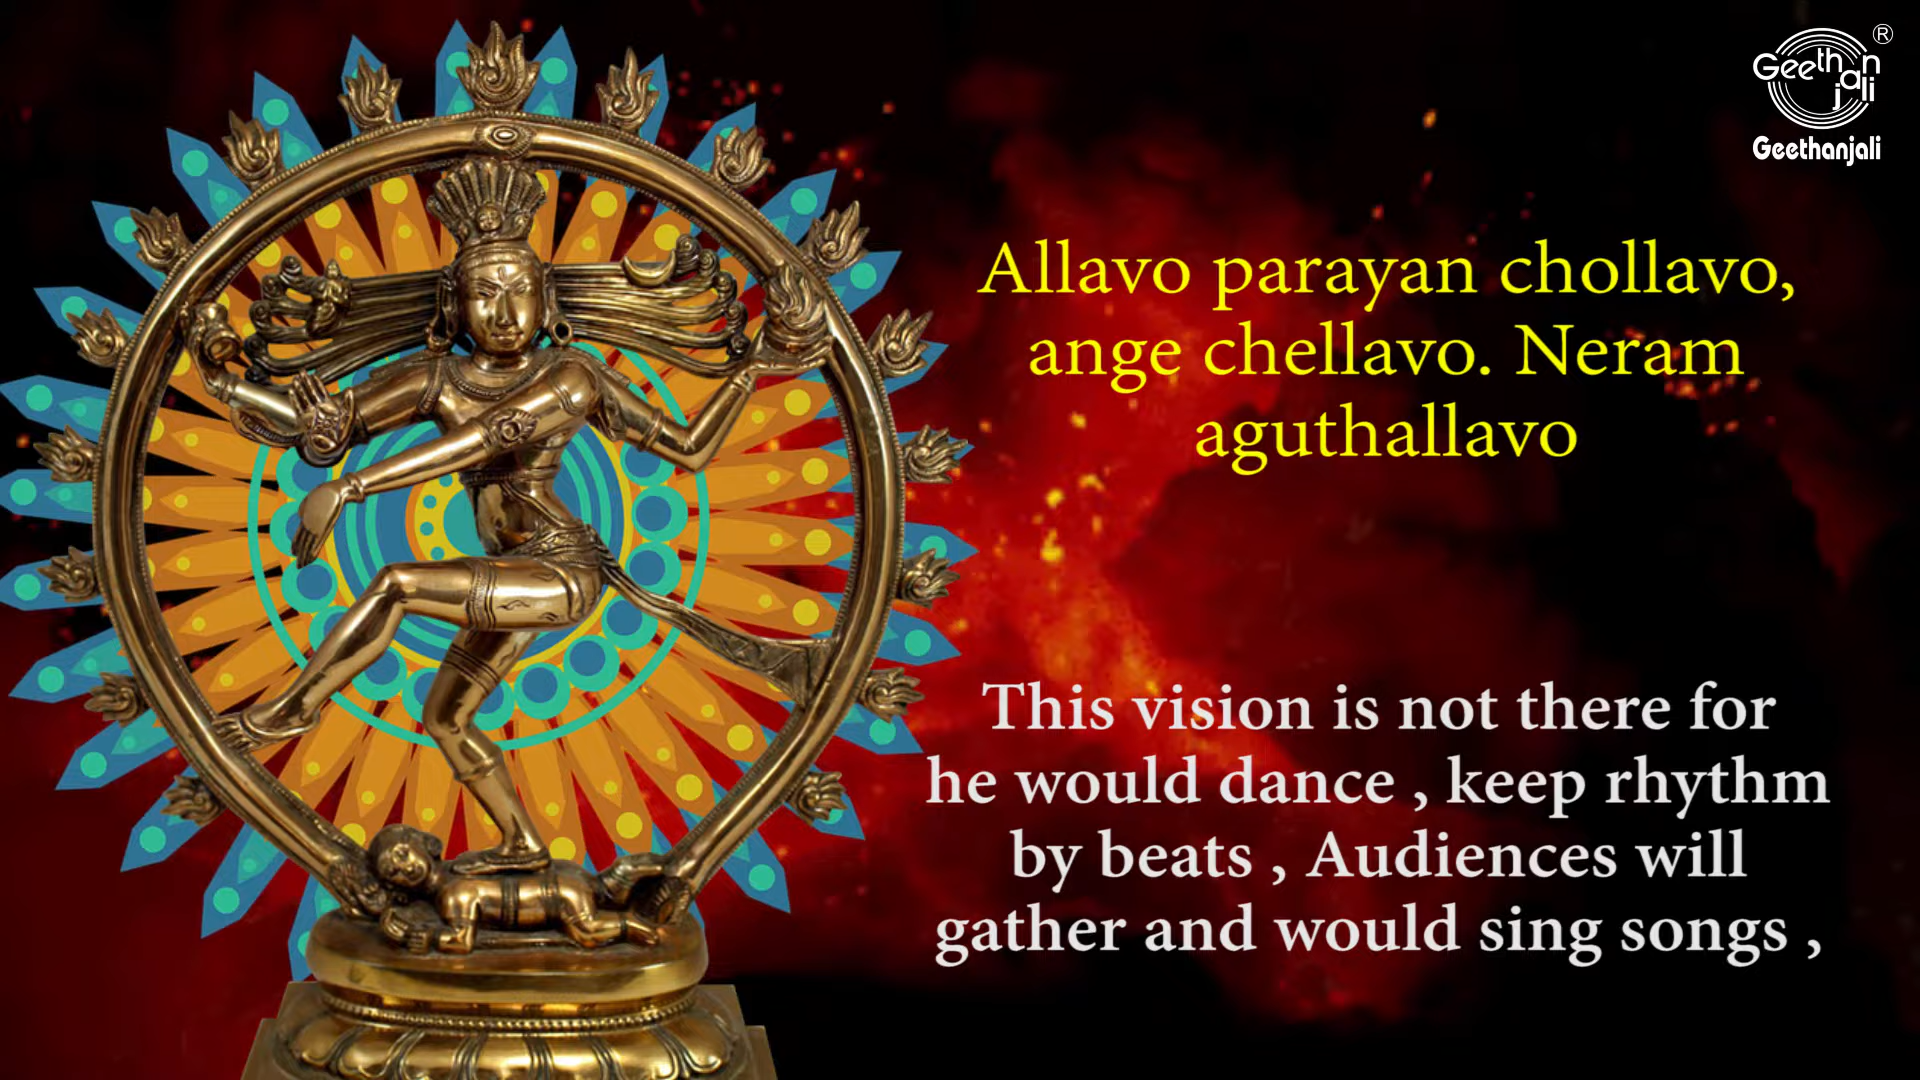 Geethanjali
®
Geethanjali
Allavo parayan chollavo,
ange chellavo. Neram
aguthallavo
This vision is not there for
he would dance , keep rhythm
by beats , Audiences will
gather and would sing songs ,